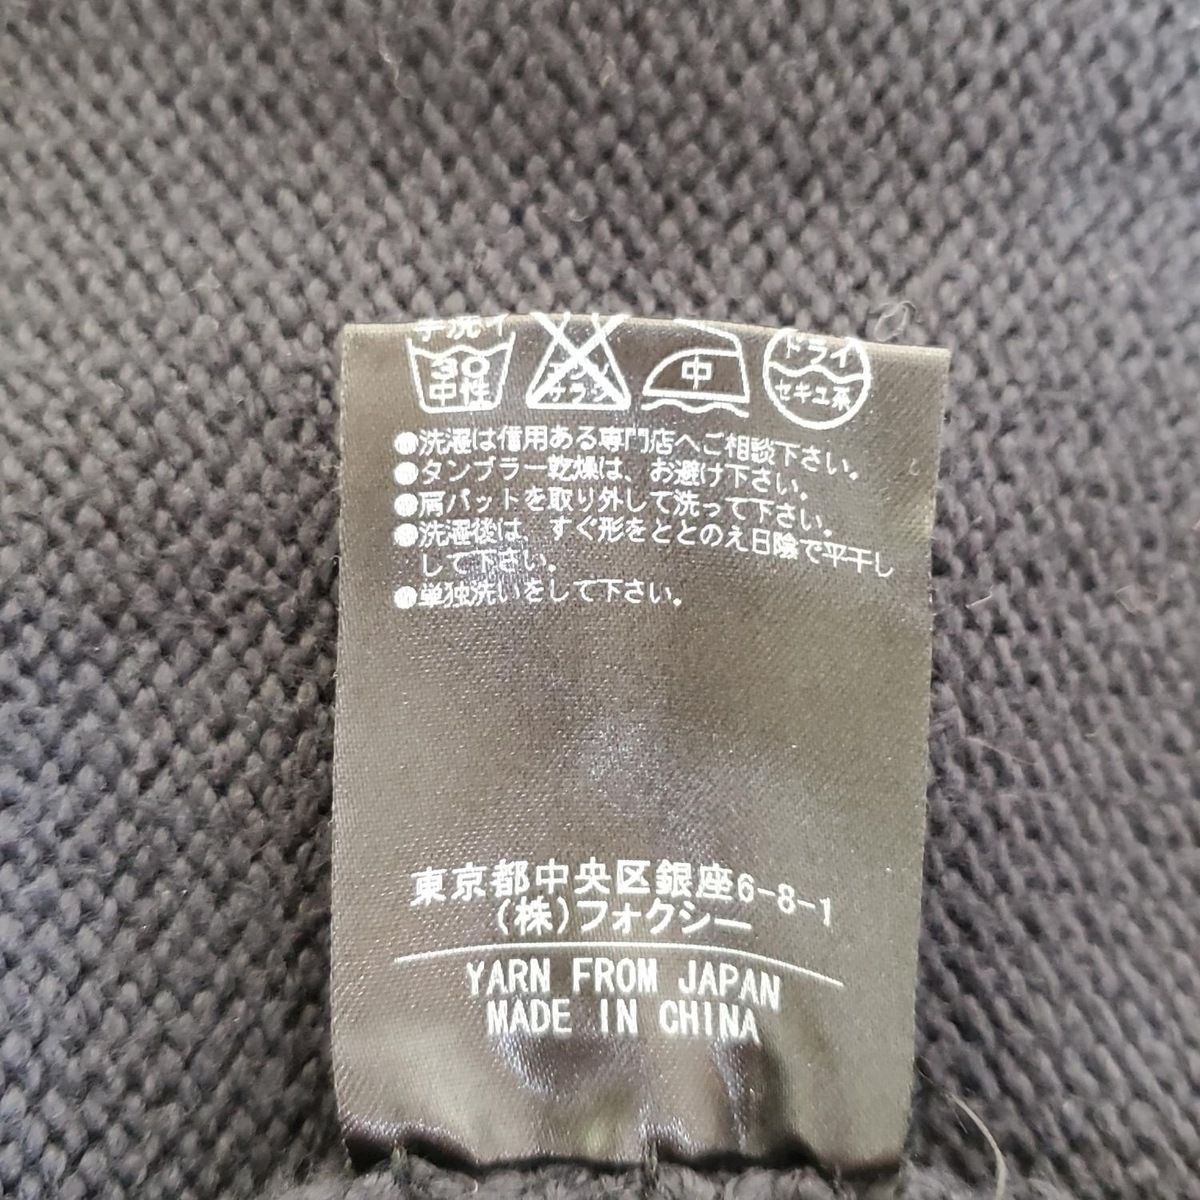 手洗イ
30
中性
エンソ
サラシ
中
ドライ
セキユ系
●洗濯は信用ある専門店へご相談下さい。
●タンブラー乾燥は、お避け下さい。
●肩パットを取り外して洗って下さい。
●洗濯後は、すぐ形をととのえ日陰で平干し
して下さい。
●単独洗いをして下さい。
東京都中央区銀座6-8-1
(株)フォクシー
YARN FROM JAPAN
MADE IN CHINA